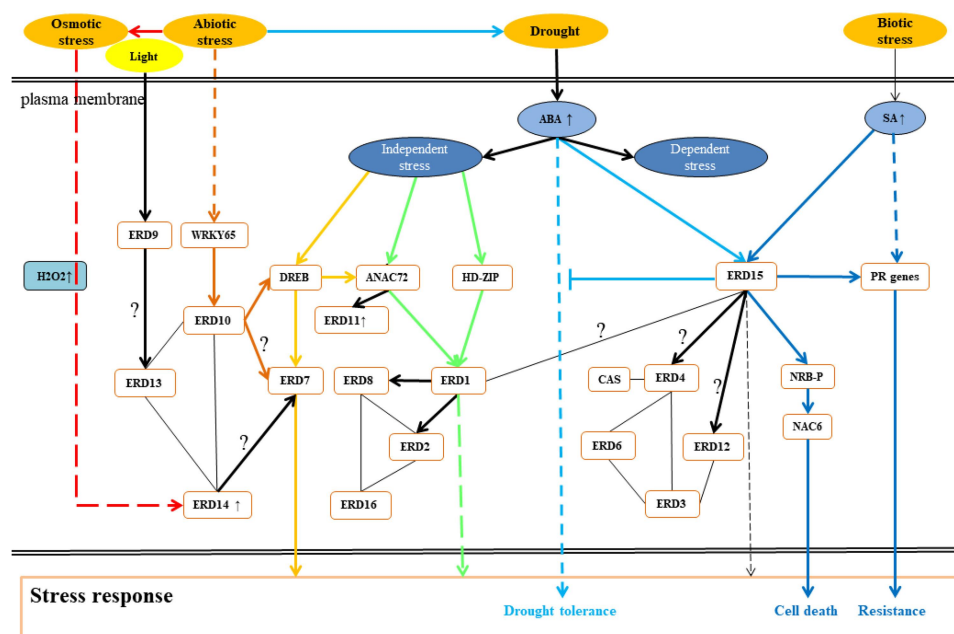 Osmotic
stress
Abiotic
stress
Drought
Biotic
stress
Light
plasma membrane
ABA ↑
SA ↑
Independent
stress
Dependent
stress
ERD9
WRKY65
H2O2↑
DREB
ANAC72
HD-ZIP
ERD15
PR genes
?
ERD10
ERD11↑
?
?
ERD13
ERD7
ERD8
ERD1
CAS
ERD4
?
?
NRB-P
?
ERD2
ERD6
ERD12
NAC6
ERD14 ↑
ERD16
ERD3
Stress response
Drought tolerance
Cell death
Resistance